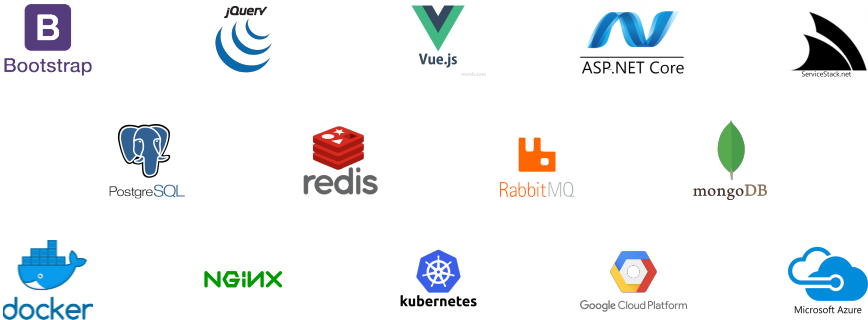 B
Bootstrap
jQuery
Vue.js
ASP.NET Core
ServiceStack.net
PostgreSQL
redis
RabbitMQ
mongoDB
docker
NGINX
kubernetes
Google Cloud Platform
Microsoft Azure